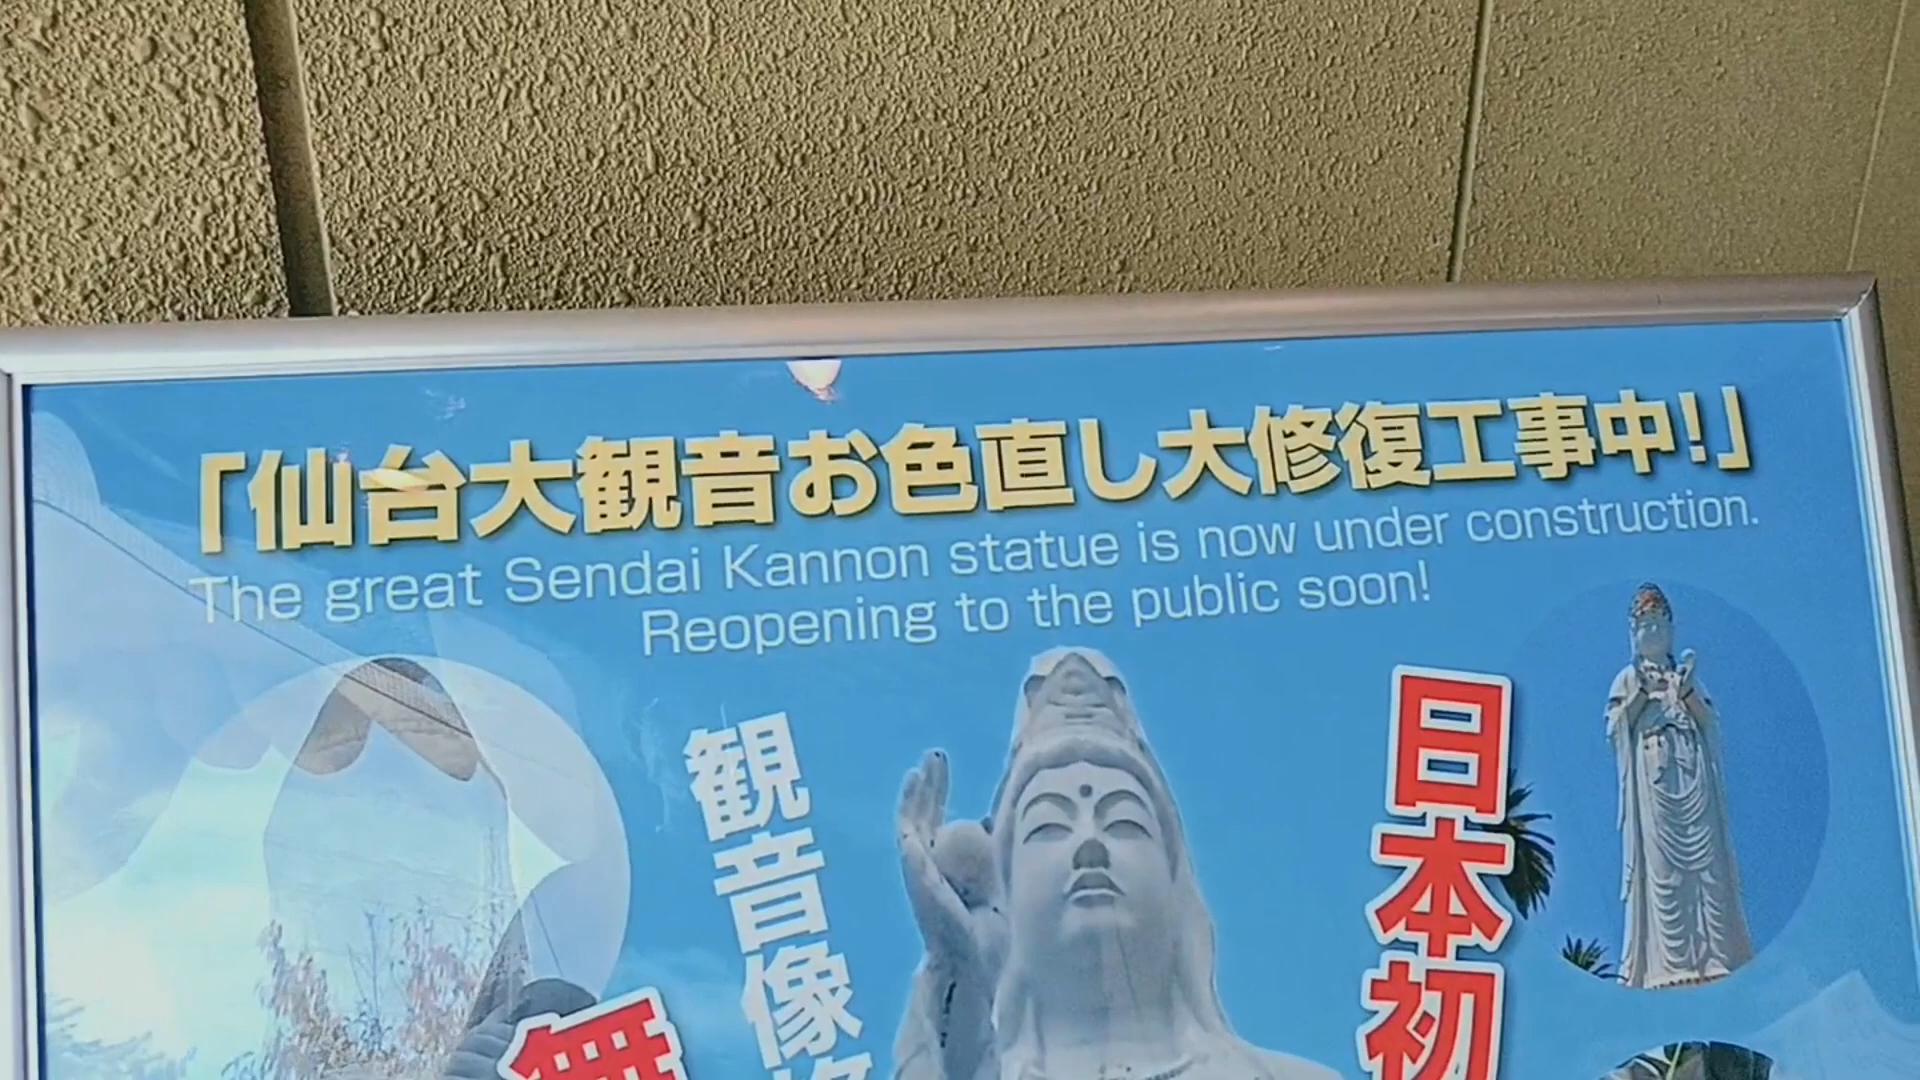 「仙台大観音お色直し大修復工事中!」
The great Sendai Kannon statue is now under construction.
Reopening to the public soon!
日本初
観音像
無